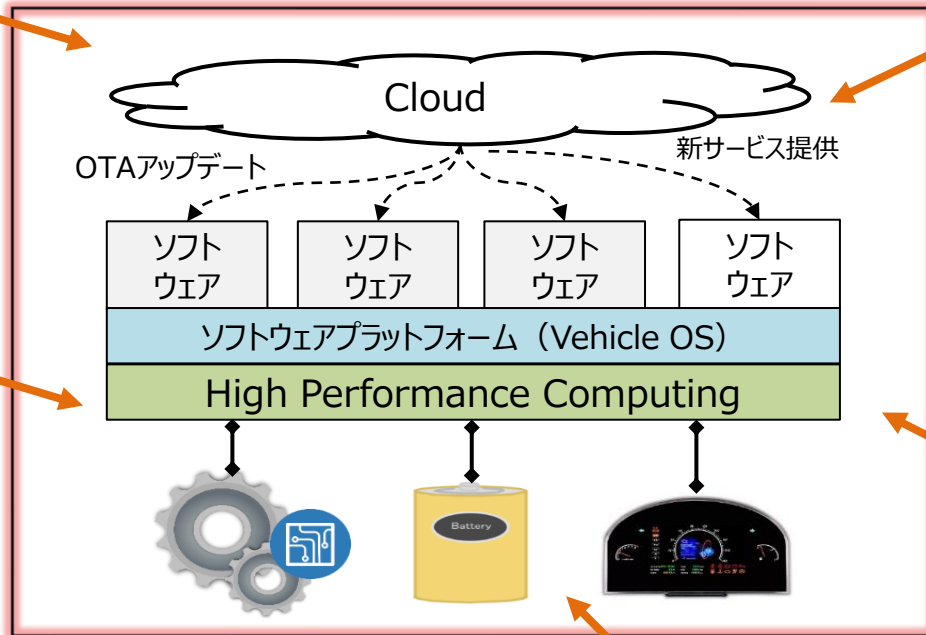 Cloud
OTAアップデート
新サービス提供
ソフト
ウェア
ソフト
ウェア
ソフト
ウェア
ソフト
ウェア
ソフトウェアプラットフォーム（Vehicle OS）
High Performance Computing
Battery